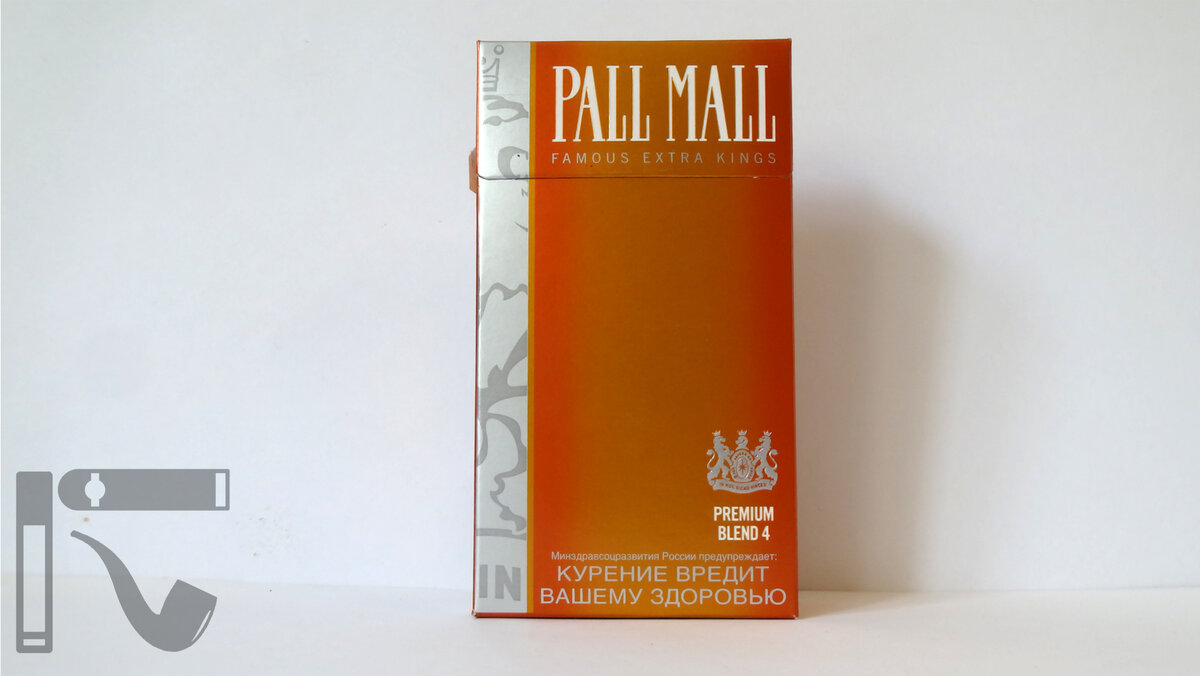 PALL MALL
FAMOUS EXTRA KINGS
PREMIUM
BLEND 4
Минздравсоцразвития России предупреждает:
КУРЕНИЕ ВРЕДИТ
ВАШЕМУ ЗДОРОВЬЮ
IN